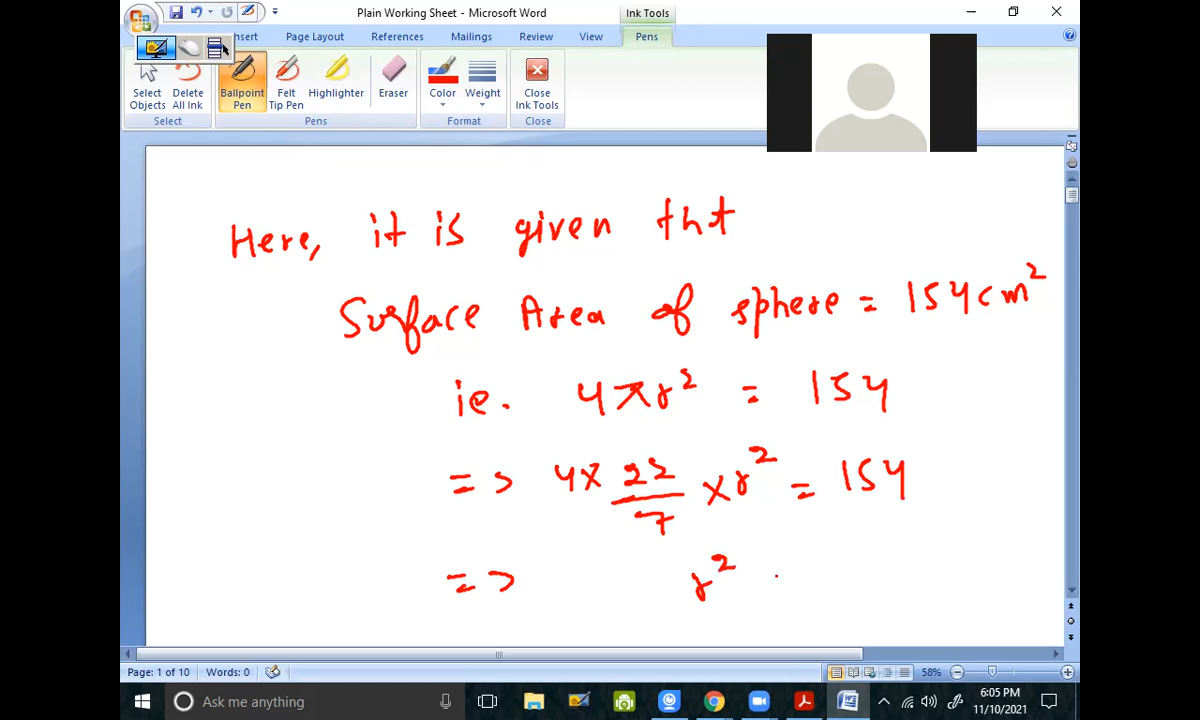 Plain Working Sheet - Microsoft Word
Ink Tools
nsert Page Layout References Mailings Review View Pens
Select Objects
Delete All Ink
Ballpoint Pen
Felt Tip Pen
Highlighter
Eraser
Color
Weight
Close Ink Tools
Select Pens Format Close
Here, it is given tht
Surface Area of sphere = 154 cm²
ie. 4πr² = 154
=> 4 × 22/7 × r² = 154
=> r²
Page: 1 of 10 Words: 0 58%
Ask me anything
6:05 PM
11/10/2021